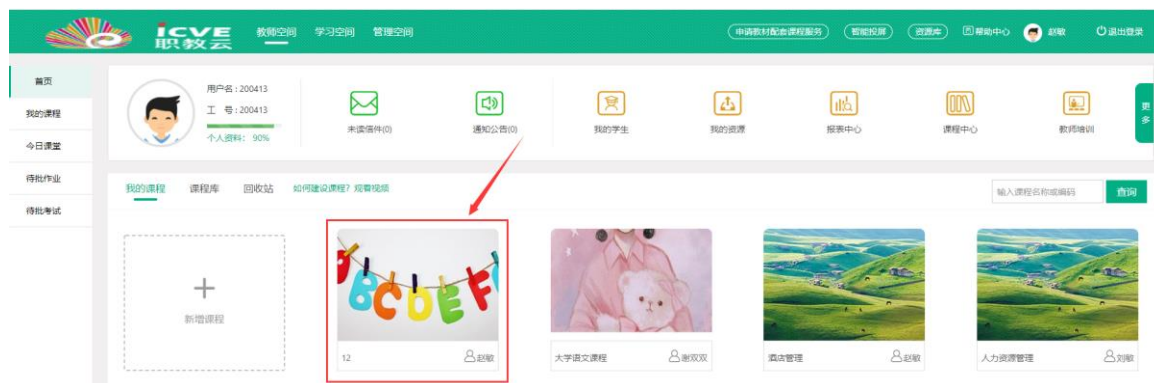 icve
职教云
教师空间 学习空间 管理空间
申请教材配套课程服务 智能投屏 资源库 帮助中心 赵敏 退出登录
首页
我的课程
今日课堂
待批作业
待批考试
用户名：200413
工 号：200413
个人资料： 90%
未读信件(0)
通知公告(0)
我的学生
我的资源
报表中心
课程中心
教师培训
更多
我的课程 课程库 回收站 如何建设课程？观看视频
输入课程名称或编码 查询
新增课程
BCDEF
12 赵敏
大学语文课程 谢双双
酒店管理 赵敏
人力资源管理 刘敏